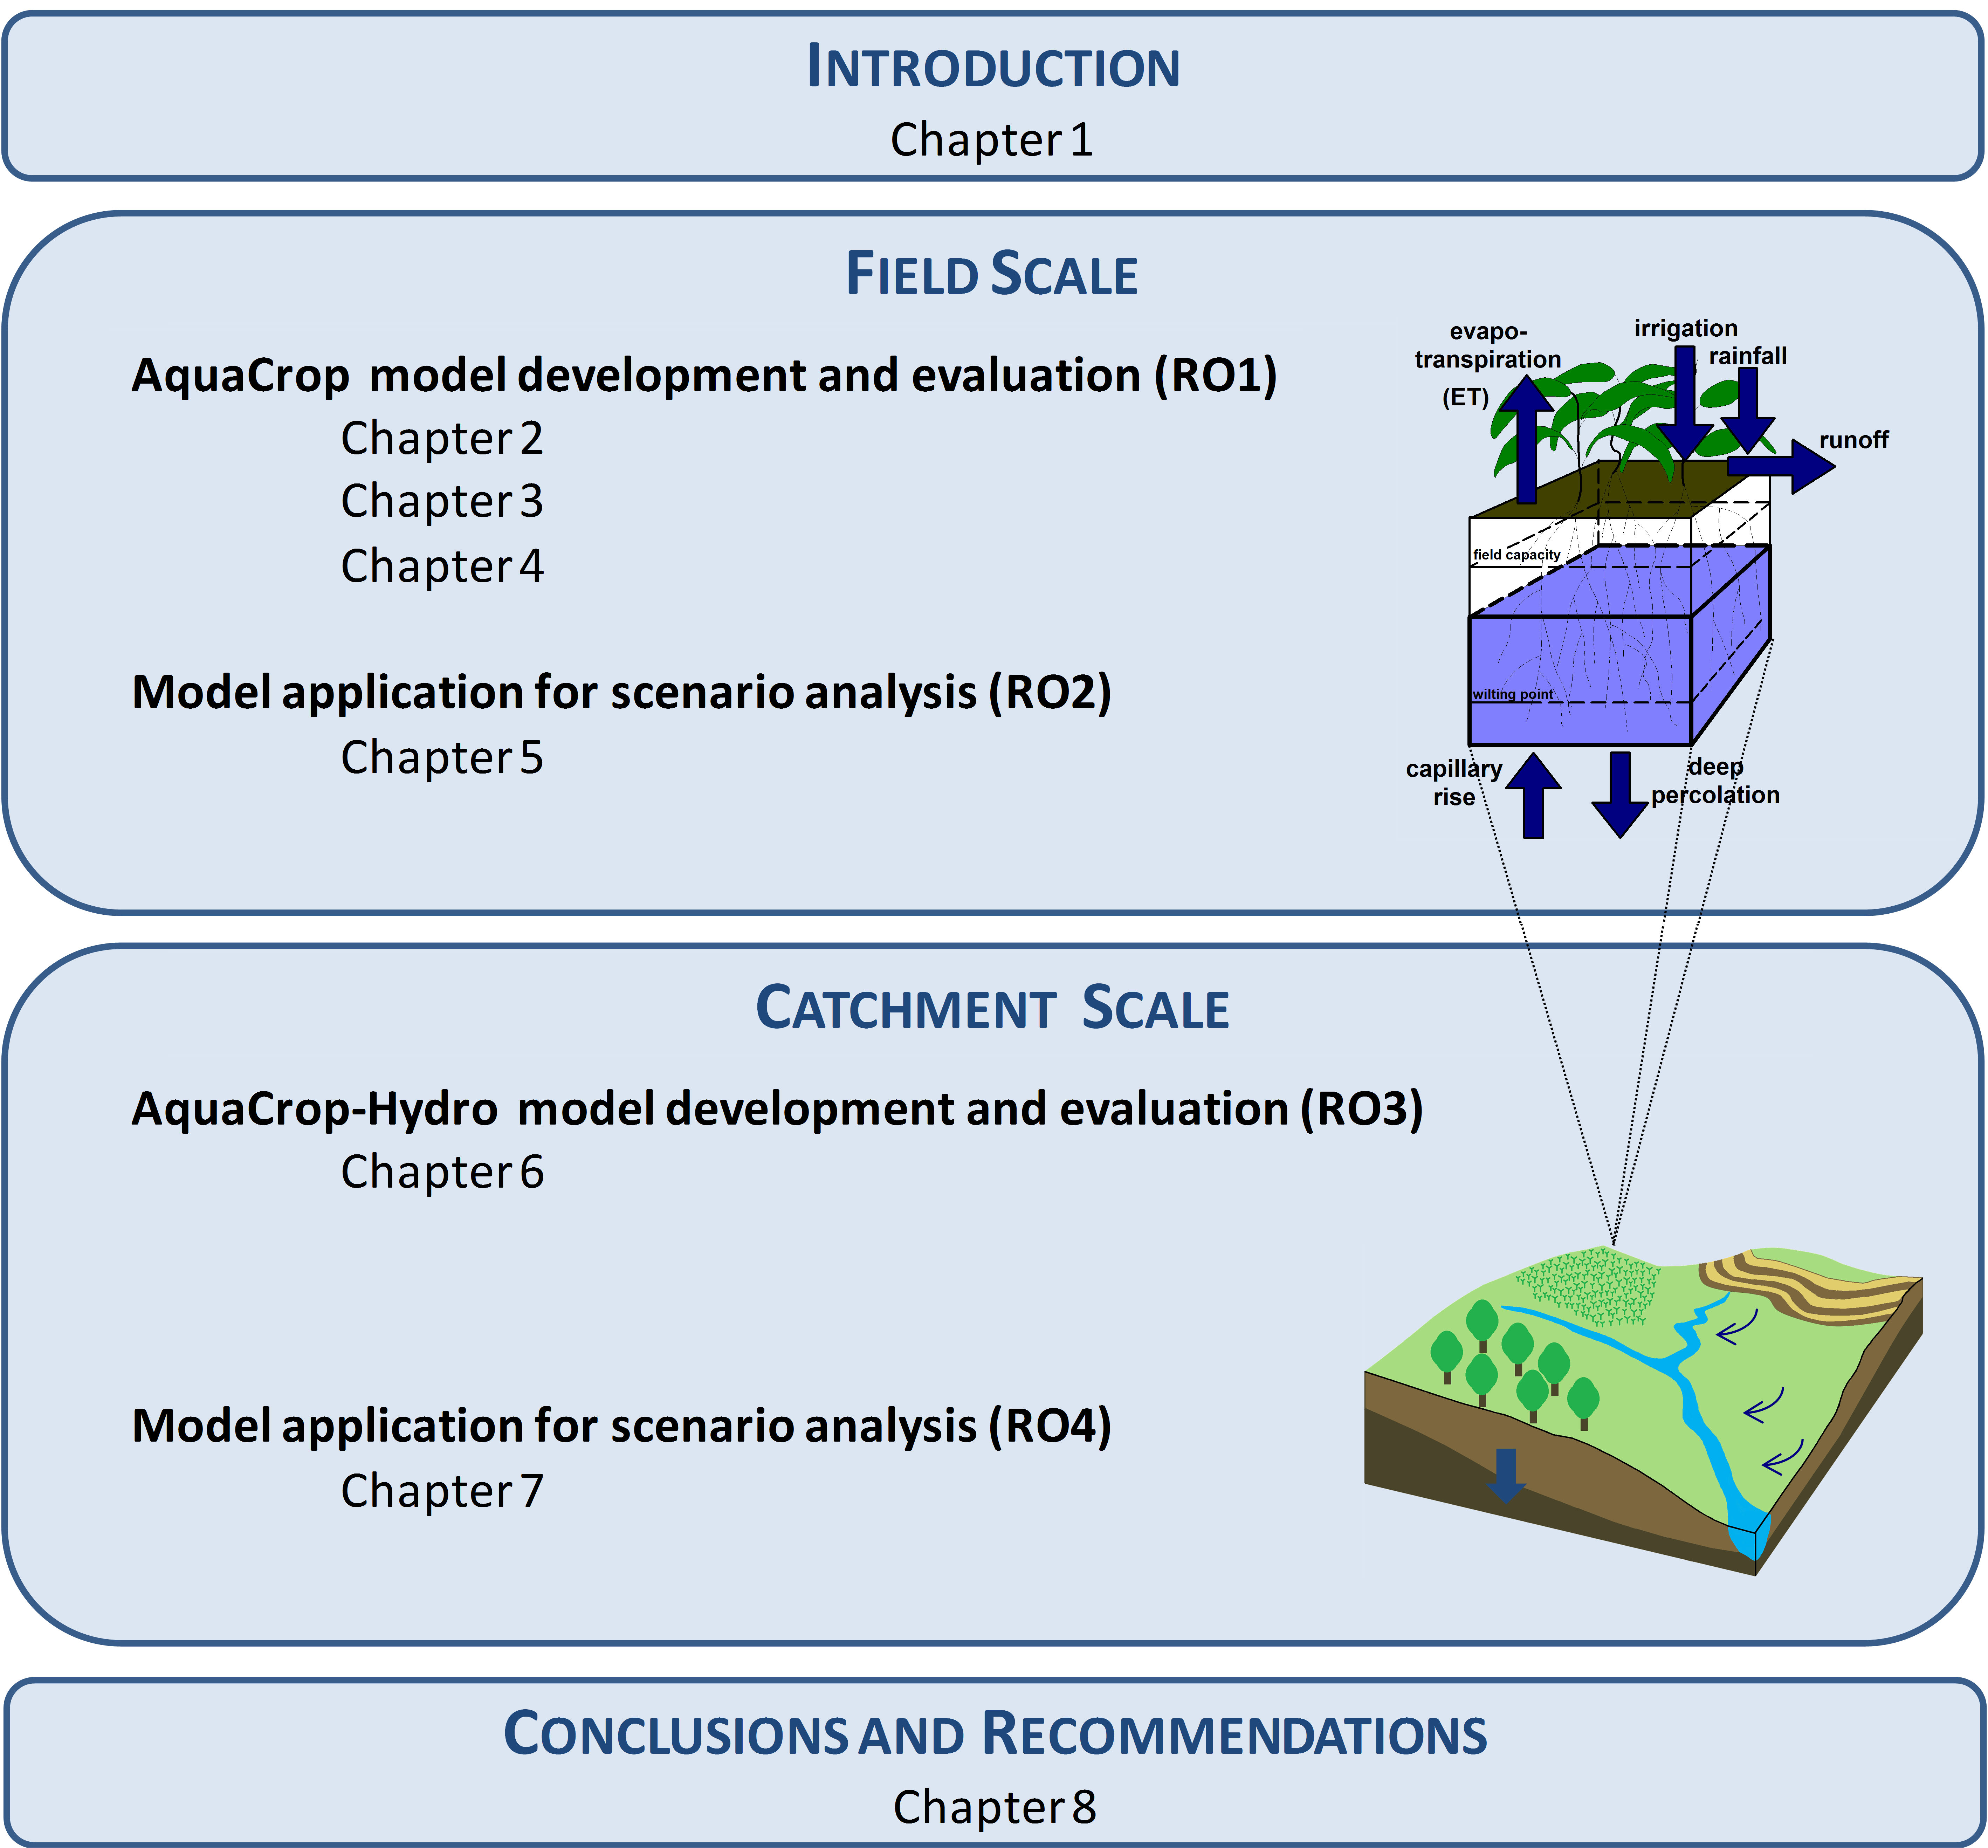 INTRODUCTION
Chapter 1
FIELD SCALE
AquaCrop model development and evaluation (RO1)
Chapter 2
Chapter 3
Chapter 4
Model application for scenario analysis (RO2)
Chapter 5
evapo-
transpiration
(ET)
irrigation
rainfall
runoff
field capacity
wilting point
capillary
rise
deep
percolation
CATCHMENT SCALE
AquaCrop-Hydro model development and evaluation (RO3)
Chapter 6
Model application for scenario analysis (RO4)
Chapter 7
CONCLUSIONS AND RECOMMENDATIONS
Chapter 8